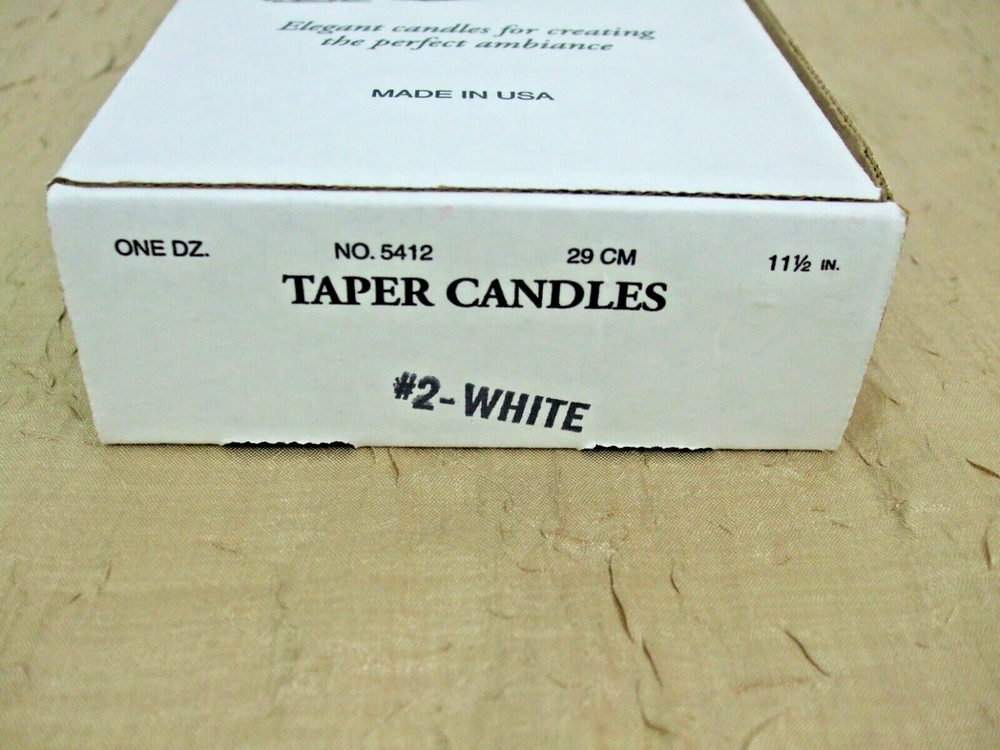 Elegant candles for creating
the perfect ambiance
MADE IN USA
ONE DZ. NO. 5412 29 CM 11½ IN.
TAPER CANDLES
#2-WHITE